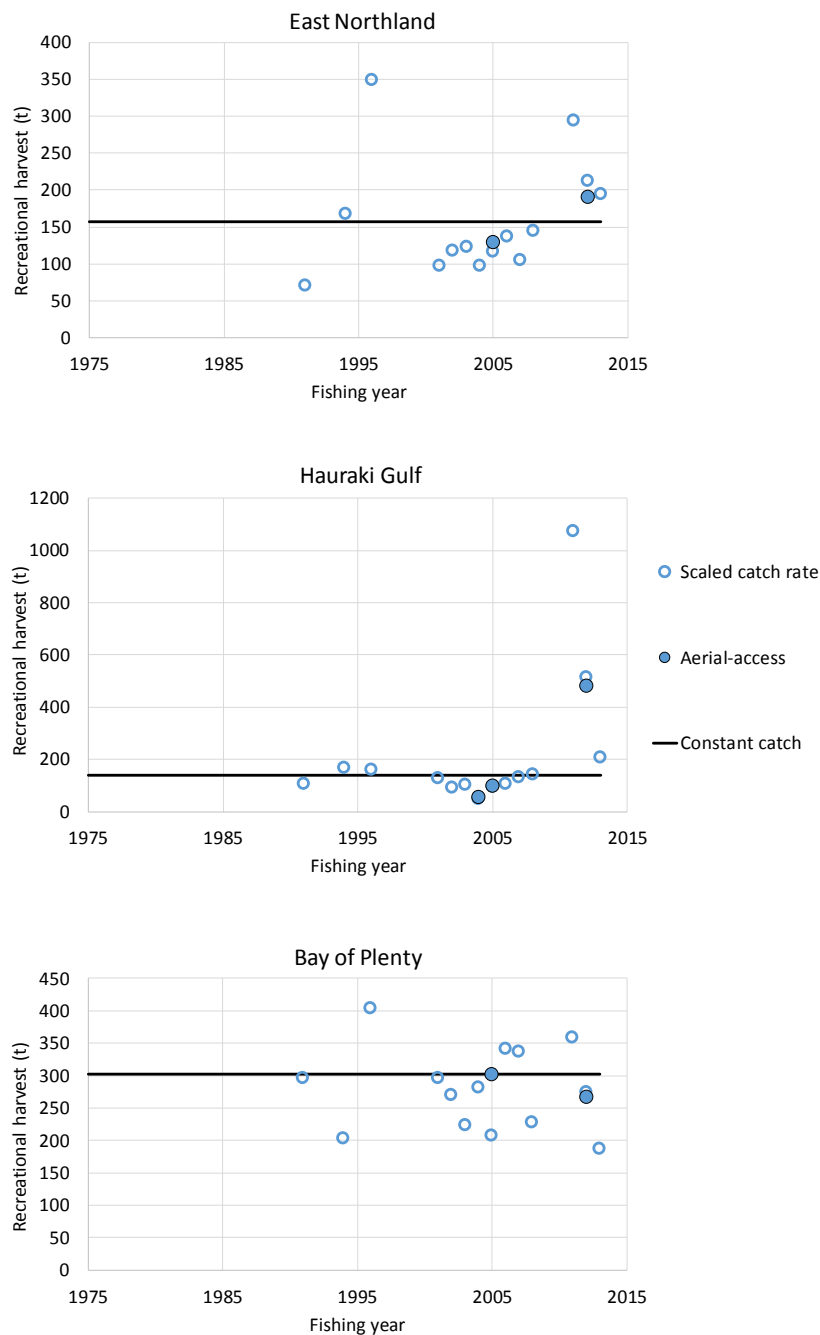 East Northland
400
350
300
250
200
150
100
50
0
Recreational harvest (t)
1975 1985 1995 2005 2015
Fishing year
Hauraki Gulf
1200
1000
800
600
400
200
0
Recreational harvest (t)
1975 1985 1995 2005 2015
Fishing year
Scaled catch rate
Aerial-access
Constant catch
Bay of Plenty
450
400
350
300
250
200
150
100
50
0
Recreational harvest (t)
1975 1985 1995 2005 2015
Fishing year